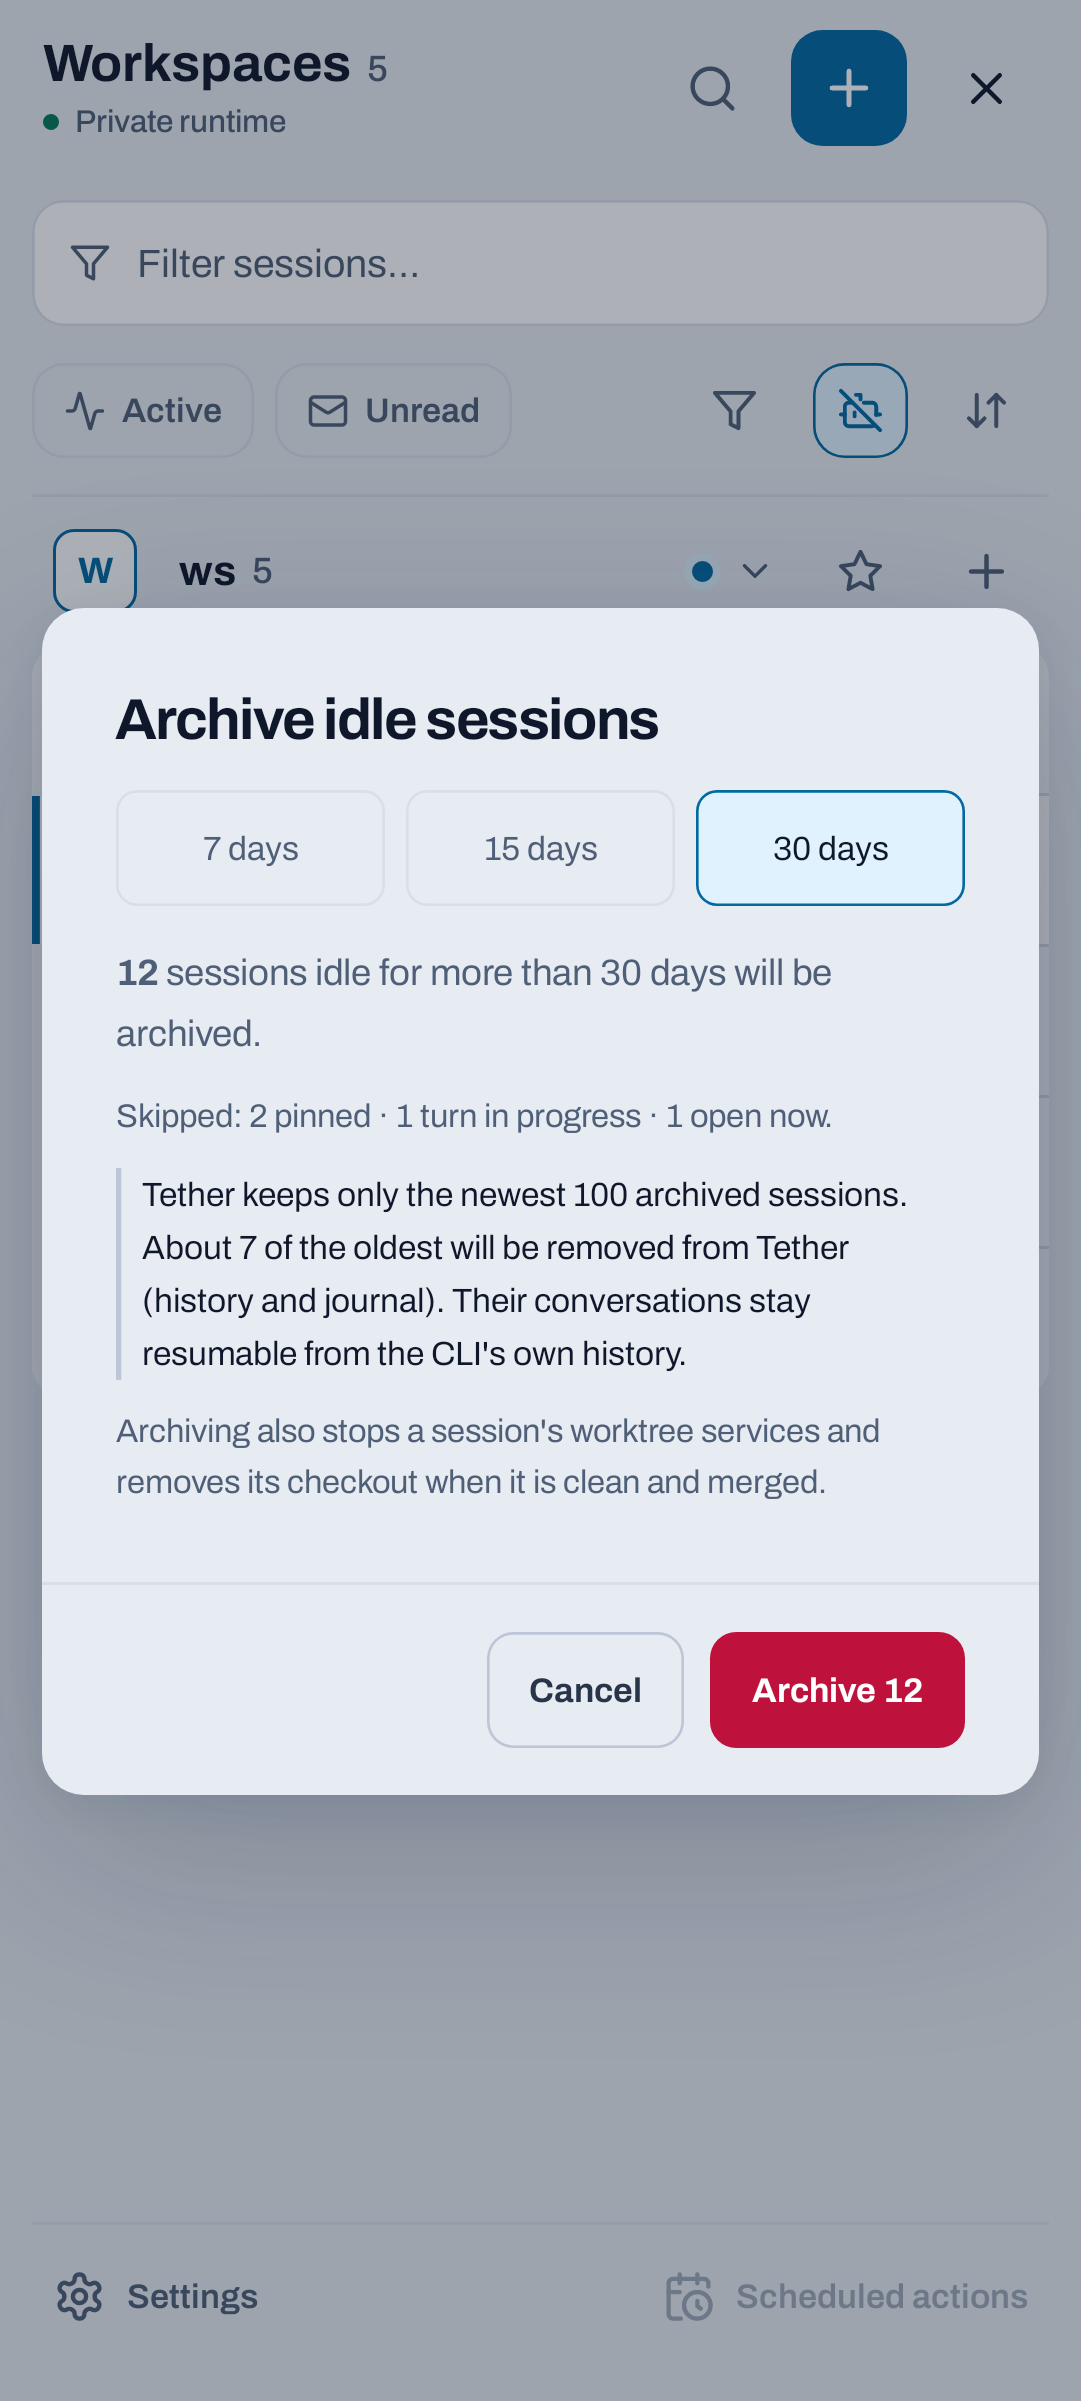 Workspaces 5
Private runtime
Filter sessions...
Active
Unread
W
ws 5
Archive idle sessions
7 days
15 days
30 days
12 sessions idle for more than 30 days will be
archived.
Skipped: 2 pinned · 1 turn in progress · 1 open now.
Tether keeps only the newest 100 archived sessions.
About 7 of the oldest will be removed from Tether
(history and journal). Their conversations stay
resumable from the CLI's own history.
Archiving also stops a session's worktree services and
removes its checkout when it is clean and merged.
Cancel
Archive 12
Settings
Scheduled actions